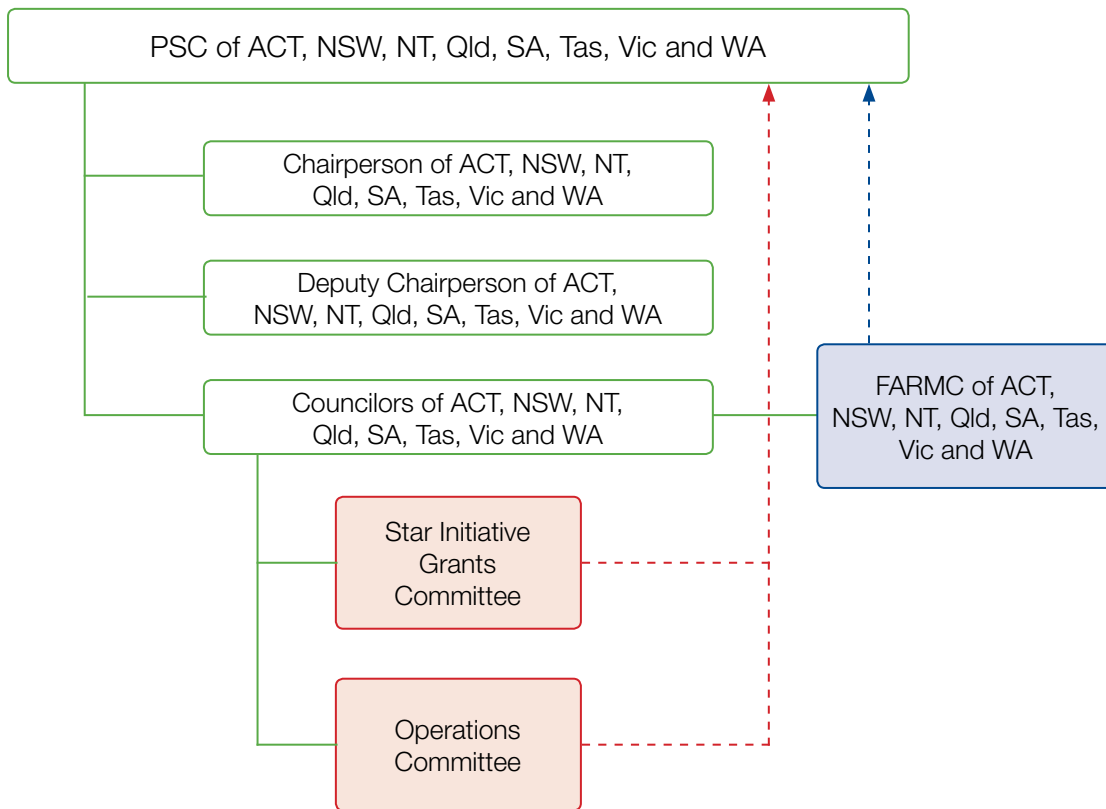 PSC of ACT, NSW, NT, Qld, SA, Tas, Vic and WA
Chairperson of ACT, NSW, NT,
Qld, SA, Tas, Vic and WA
Deputy Chairperson of ACT,
NSW, NT, Qld, SA, Tas, Vic and WA
Councilors of ACT, NSW, NT,
Qld, SA, Tas, Vic and WA
FARMC of ACT,
NSW, NT, Qld, SA, Tas,
Vic and WA
Star Initiative
Grants
Committee
Operations
Committee